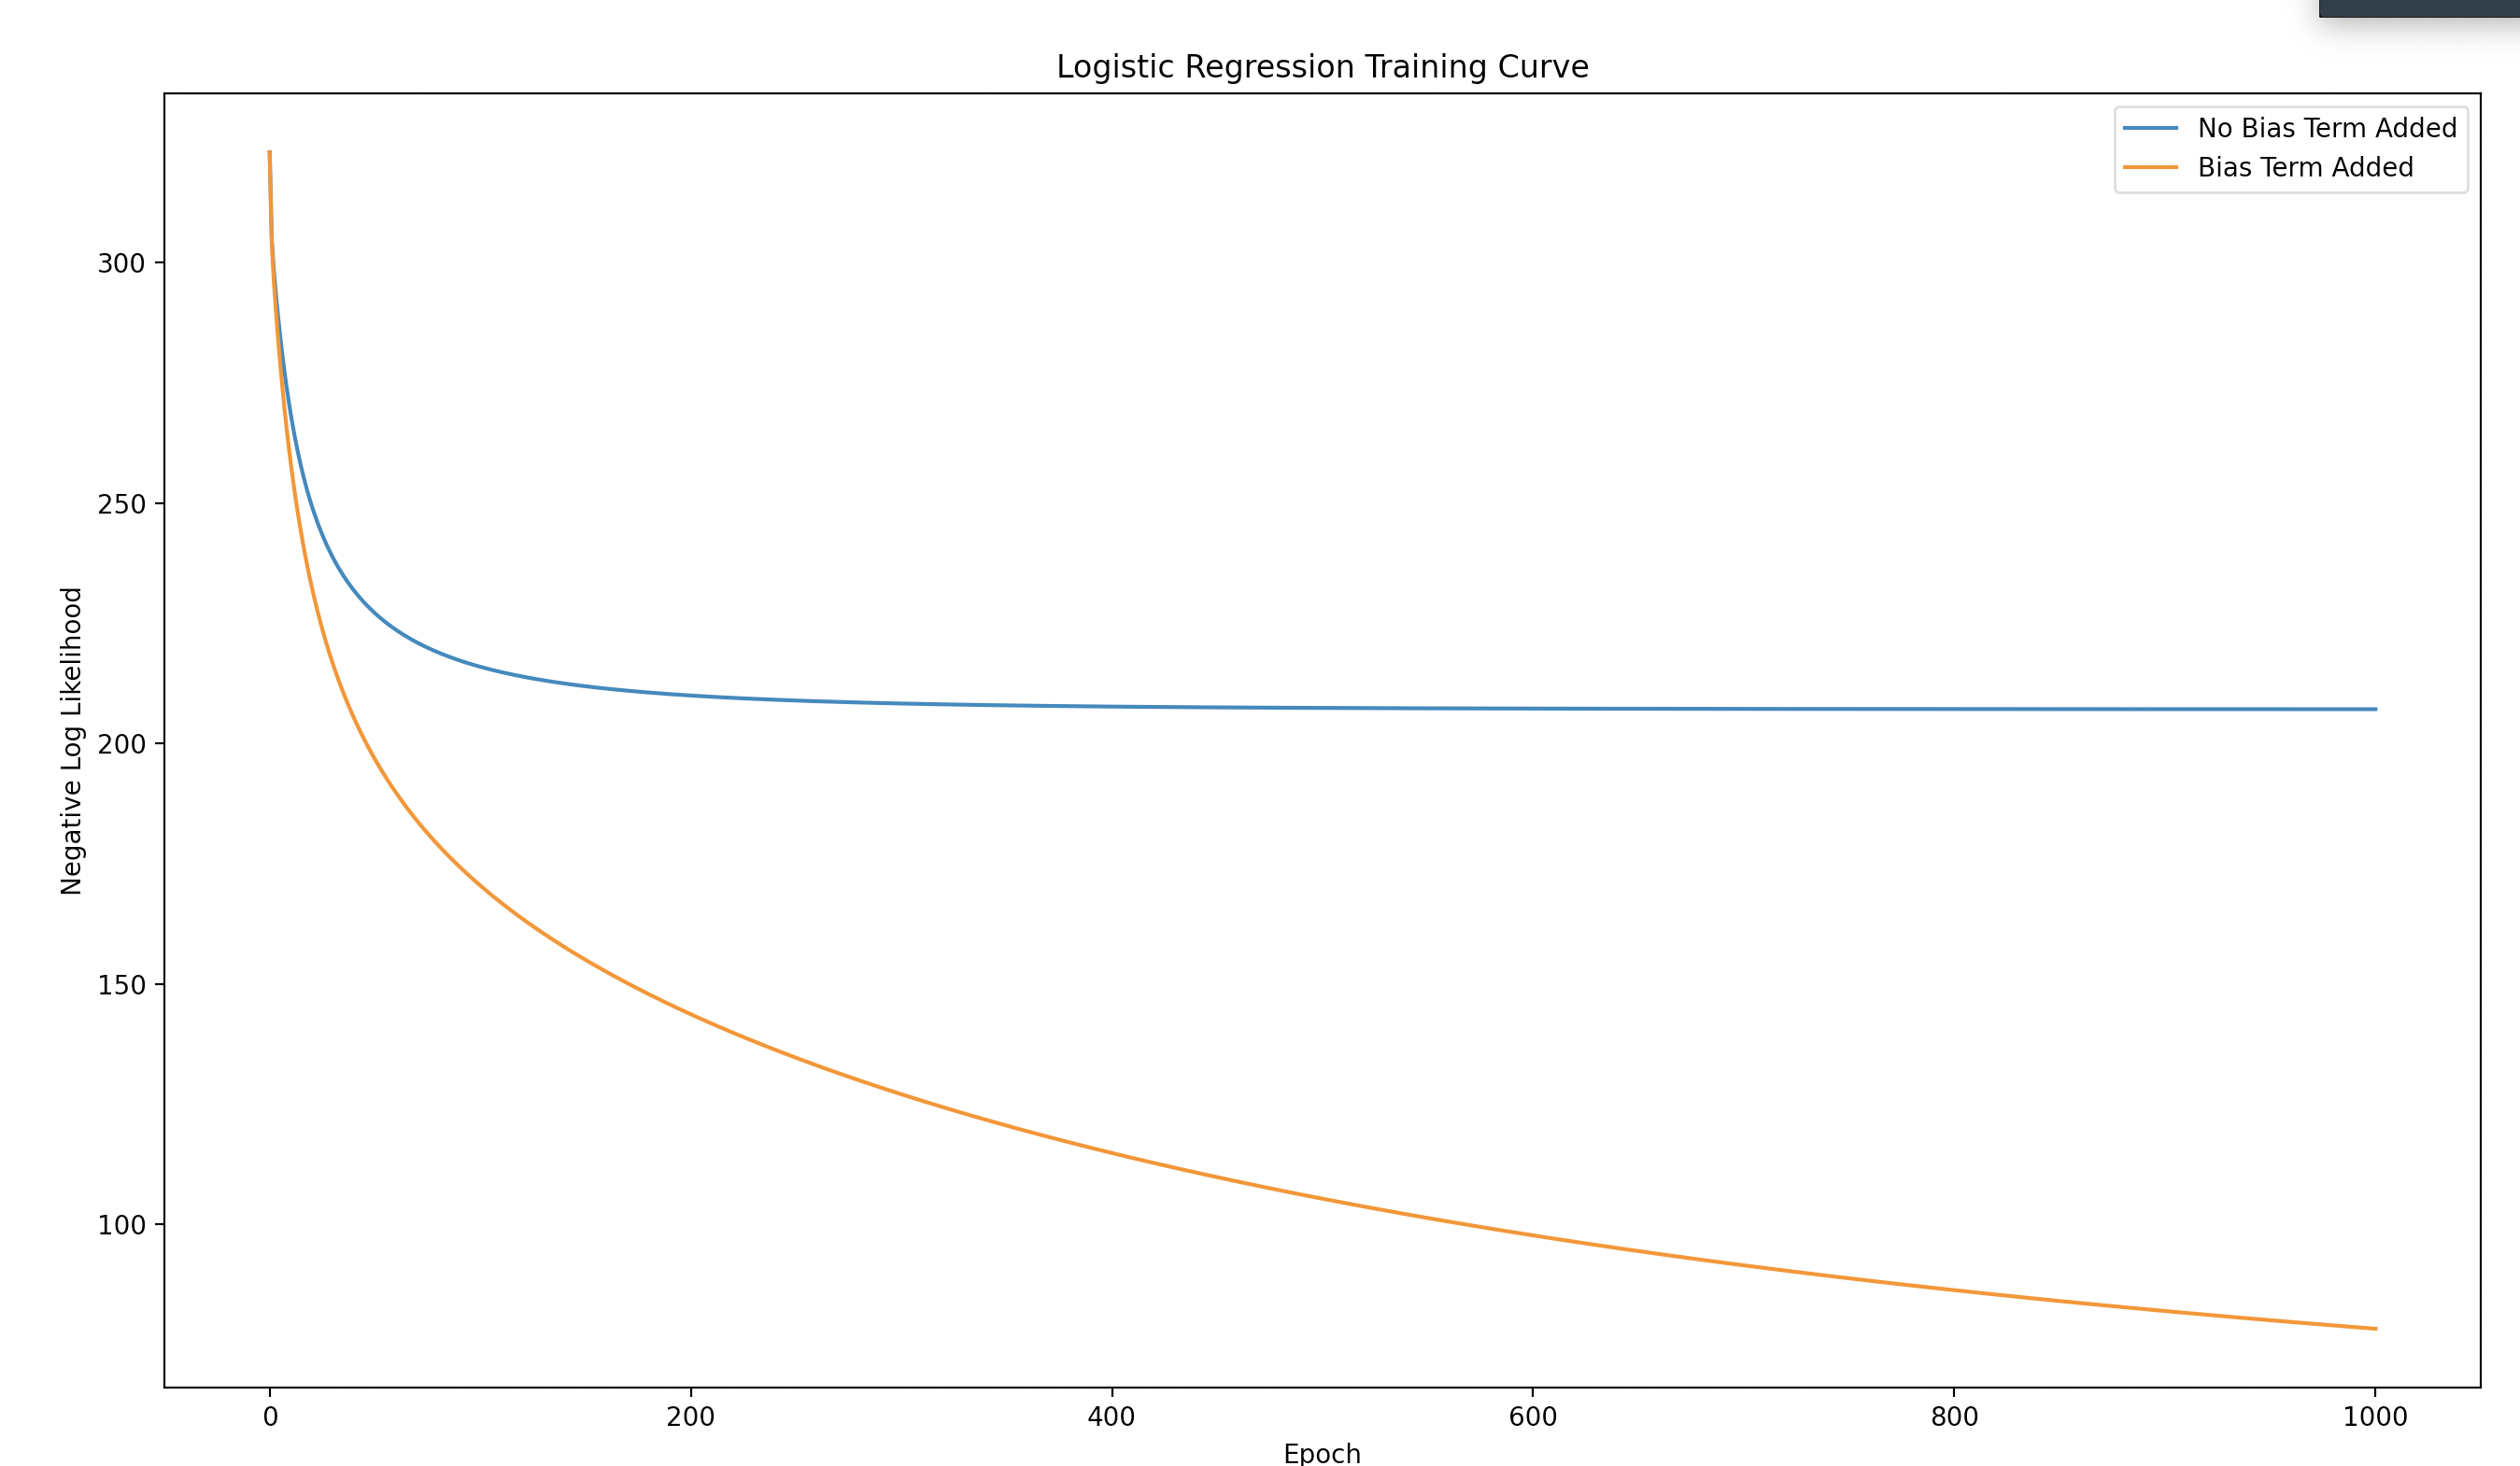 Logistic Regression Training Curve
No Bias Term Added
Bias Term Added
300
250
200
150
100
Negative Log Likelihood
0 200 400 600 800 1000
Epoch